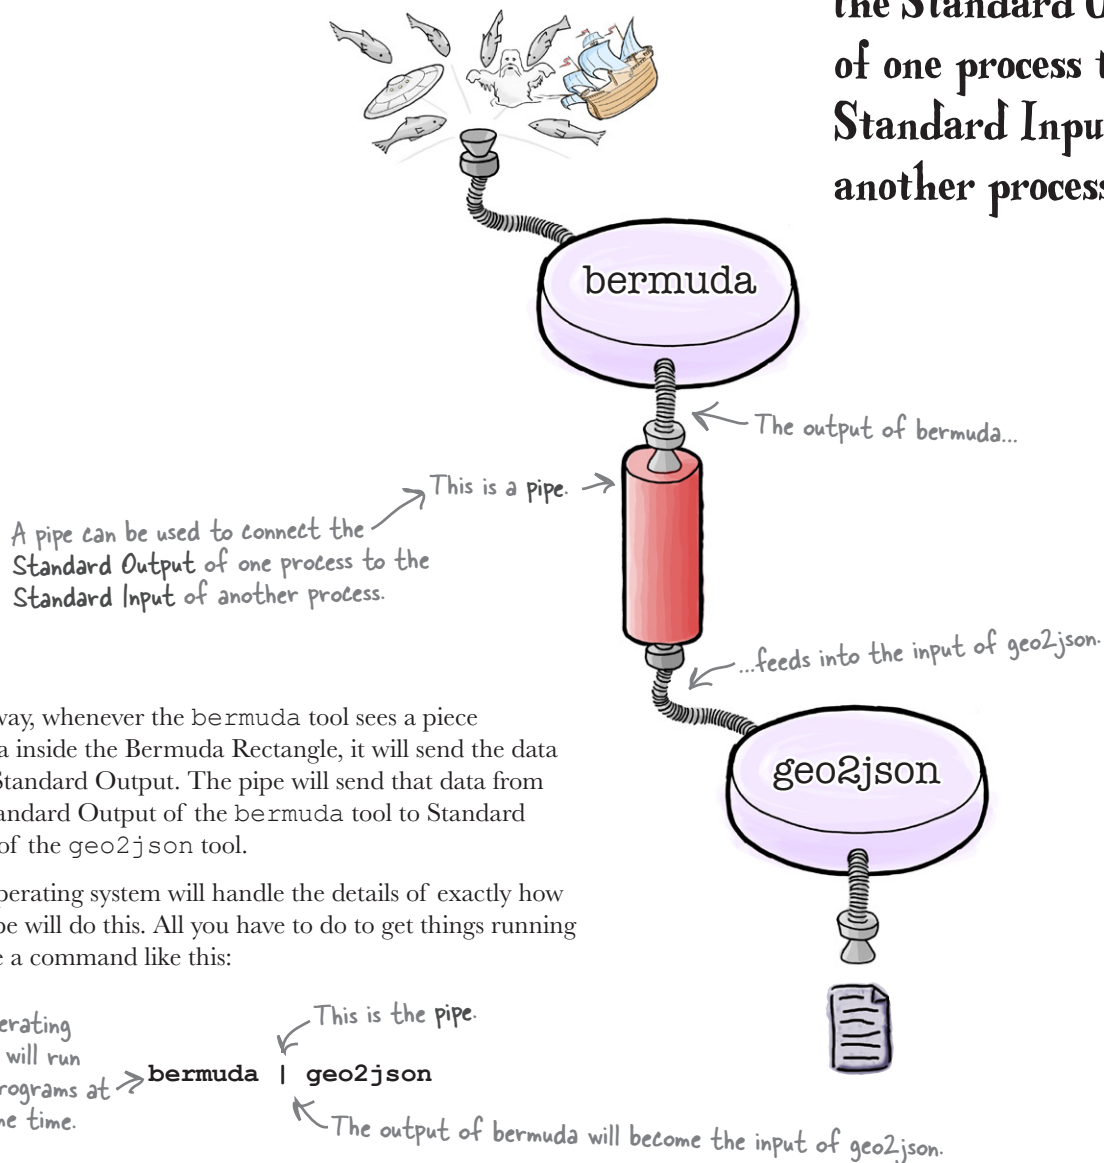 the Standard O
of one process t
Standard Inpu
another process
bermuda
The output of bermuda...
This is a pipe.
A pipe can be used to connect the
Standard Output of one process to the
Standard Input of another process.
...feeds into the input of geo2json.
way, whenever the bermuda tool sees a piece
a inside the Bermuda Rectangle, it will send the data
Standard Output. The pipe will send that data from
andard Output of the bermuda tool to Standard
of the geo2json tool.
geo2json
perating system will handle the details of exactly how
pe will do this. All you have to do to get things running
e a command like this:
This is the pipe.
erating
will run
rograms at
ne time.
bermuda | geo2json
The output of bermuda will become the input of geo2json.